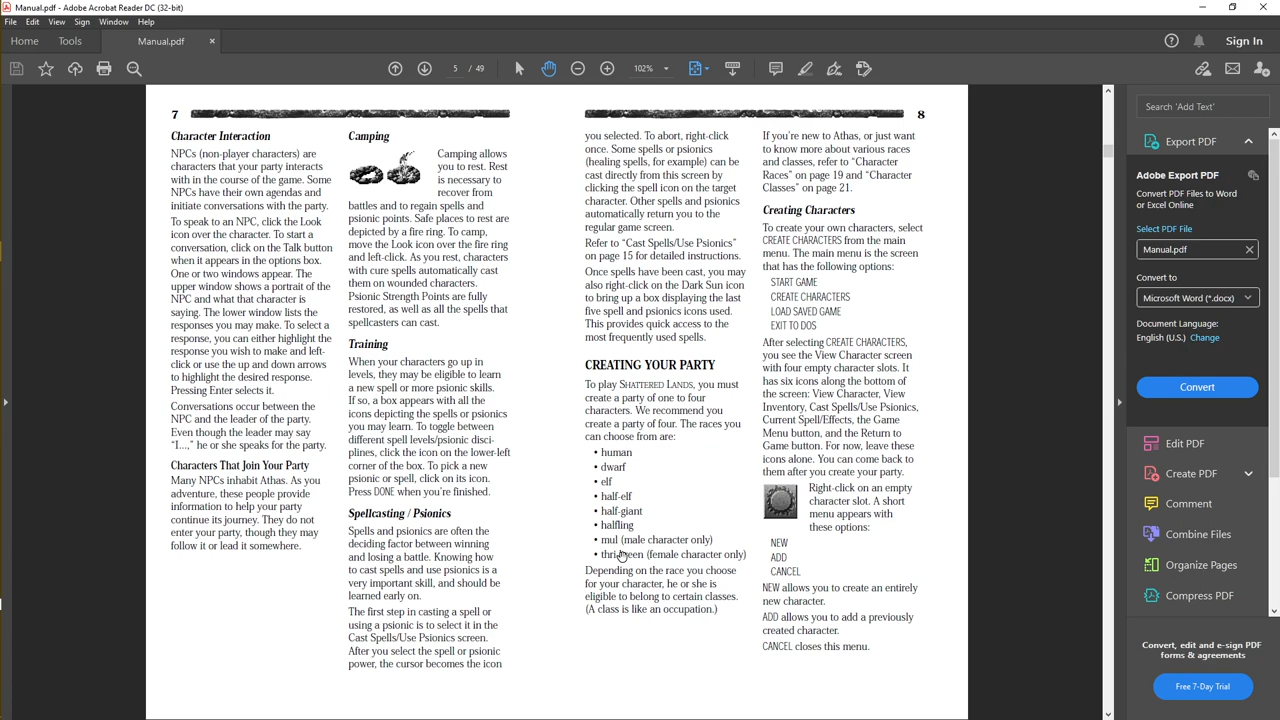 Manual.pdf - Adobe Acrobat Reader DC (32-bit)
File Edit View Sign Window Help
Home Tools Manual.pdf × Sign In
5 / 49 102%
7
Character Interaction
NPCs (non-player characters) are
characters that your party interacts
with in the course of the game. Some
NPCs have their own agendas and
initiate conversations with the party.
To speak to an NPC, click the Look
icon over the character. To start a
conversation, click on the Talk button
when it appears in the options box.
One or two windows appear. The
upper window shows a portrait of the
NPC and what that character is
saying. The lower window lists the
responses you may make. To select a
response, you can either highlight the
response you wish to make and left-
click or use the up and down arrows
to highlight the desired response.
Pressing Enter selects it.
Conversations occur between the
NPC and the leader of the party.
Even though the leader may say
“I...,” he or she speaks for the party.
Characters That Join Your Party
Many NPCs inhabit Athas. As you
adventure, these people provide
information to help your party
continue its journey. They do not
enter your party, though they may
follow it or lead it somewhere.
Camping
Camping allows
you to rest. Rest
is necessary to
recover from
battles and to regain spells and
psionic points. Safe places to rest are
depicted by a fire ring. To camp,
move the Look icon over the fire ring
and left-click. As you rest, characters
with cure spells automatically cast
them on wounded characters.
Psionic Strength Points are fully
restored, as well as all the spells that
spellcasters can cast.
Training
When your characters go up in
levels, they may be eligible to learn
a new spell or more psionic skills.
If so, a box appears with all the
icons depicting the spells or psionics
you may learn. To toggle between
different spell levels/psionic disci-
plines, click the icon on the lower-left
corner of the box. To pick a new
psionic or spell, click on its icon.
Press DONE when you're finished.
Spellcasting / Psionics
Spells and psionics are often the
deciding factor between winning
and losing a battle. Knowing how
to cast spells and use psionics is a
very important skill, and should be
learned early on.
The first step in casting a spell or
using a psionic is to select it in the
Cast Spells/Use Psionics screen.
After you select the spell or psionic
power, the cursor becomes the icon
8
you selected. To abort, right-click
once. Some spells or psionics
(healing spells, for example) can be
cast directly from this screen by
clicking the spell icon on the target
character. Other spells and psionics
automatically return you to the
regular game screen.
Refer to “Cast Spells/Use Psionics”
on page 15 for detailed instructions.
Once spells have been cast, you may
also right-click on the Dark Sun icon
to bring up a box displaying the last
five spell and psionics icons used.
This provides quick access to the
most frequently used spells.
CREATING YOUR PARTY
To play SHATTERED LANDS, you must
create a party of one to four
characters. We recommend you
create a party of four. The races you
can choose from are:
• human
• dwarf
• elf
• half-elf
• half-giant
• halfling
• mul (male character only)
• thri-kreen (female character only)
Depending on the race you choose
for your character, he or she is
eligible to belong to certain classes.
(A class is like an occupation.)
If you're new to Athas, or just want
to know more about various races
and classes, refer to “Character
Races” on page 19 and “Character
Classes” on page 21.
Creating Characters
To create your own characters, select
CREATE CHARACTERS from the main
menu. The main menu is the screen
that has the following options:
START GAME
CREATE CHARACTERS
LOAD SAVED GAME
EXIT TO DOS
After selecting CREATE CHARACTERS,
you see the View Character screen
with four empty character slots. It
has six icons along the bottom of
the screen: View Character, View
Inventory, Cast Spells/Use Psionics,
Current Spell/Effects, the Game
Menu button, and the Return to
Game button. For now, leave these
icons alone. You can come back to
them after you create your party.
Right-click on an empty
character slot. A short
menu appears with
these options:
NEW
ADD
CANCEL
NEW allows you to create an entirely
new character.
ADD allows you to add a previously
created character.
CANCEL closes this menu.
Search 'Add Text'
Export PDF
Adobe Export PDF
Convert PDF Files to Word
or Excel Online
Select PDF File
Manual.pdf
Convert to
Microsoft Word (*.docx)
Document Language:
English (U.S.) Change
Convert
Edit PDF
Create PDF
Comment
Combine Files
Organize Pages
Compress PDF
Convert, edit and e-sign PDF
forms & agreements
Free 7-Day Trial